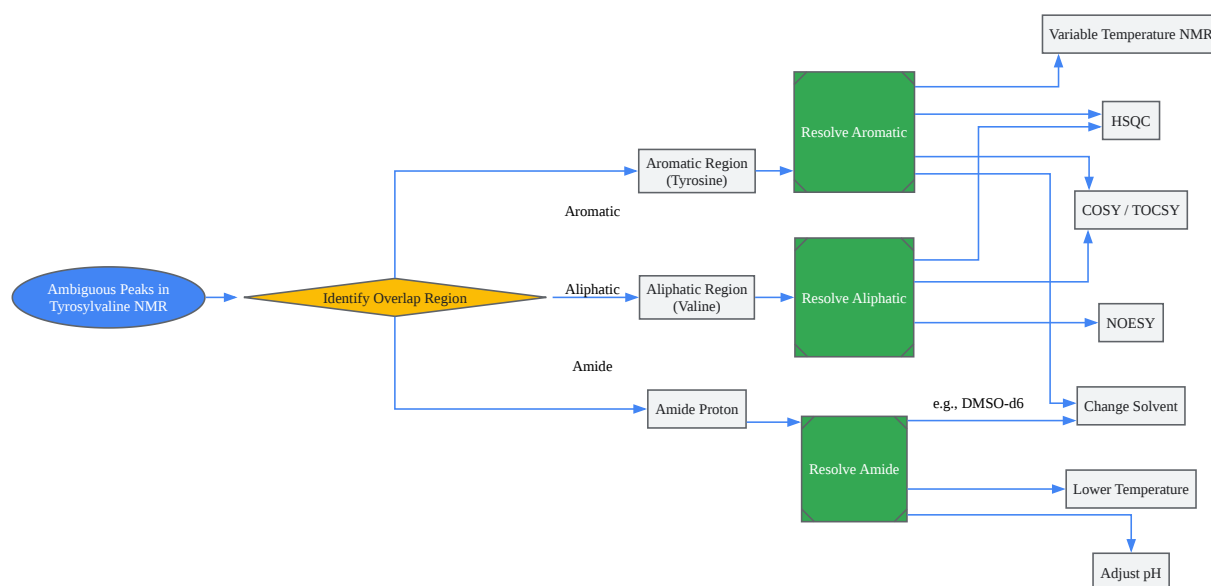 Ambiguous Peaks in
Tyrosylvaline NMR
Identify Overlap Region
Aromatic
Aliphatic
Amide
Aromatic Region
(Tyrosine)
Aliphatic Region
(Valine)
Amide Proton
Resolve Aromatic
Resolve Aliphatic
Resolve Amide
e.g., DMSO-d6
Variable Temperature NMR
HSQC
COSY / TOCSY
NOESY
Change Solvent
Lower Temperature
Adjust pH